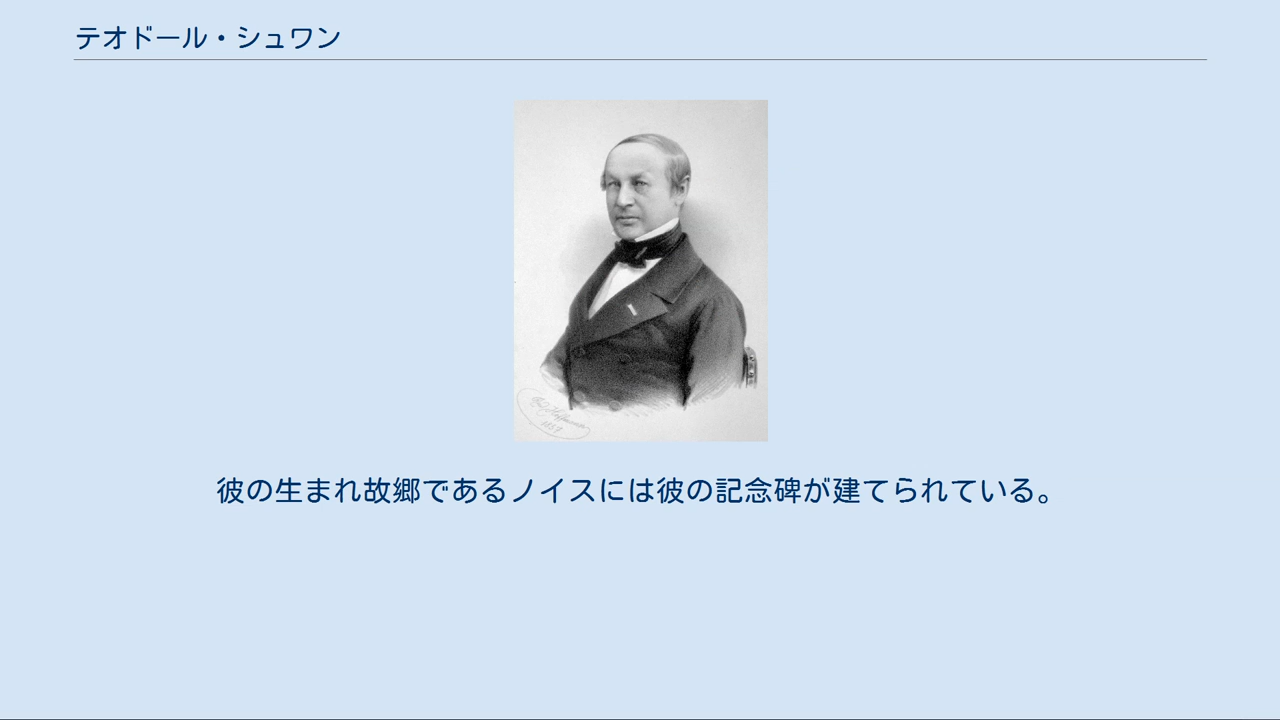 テオドール・シュワン
1857
彼の生まれ故郷であるノイスには彼の記念碑が建てられている。